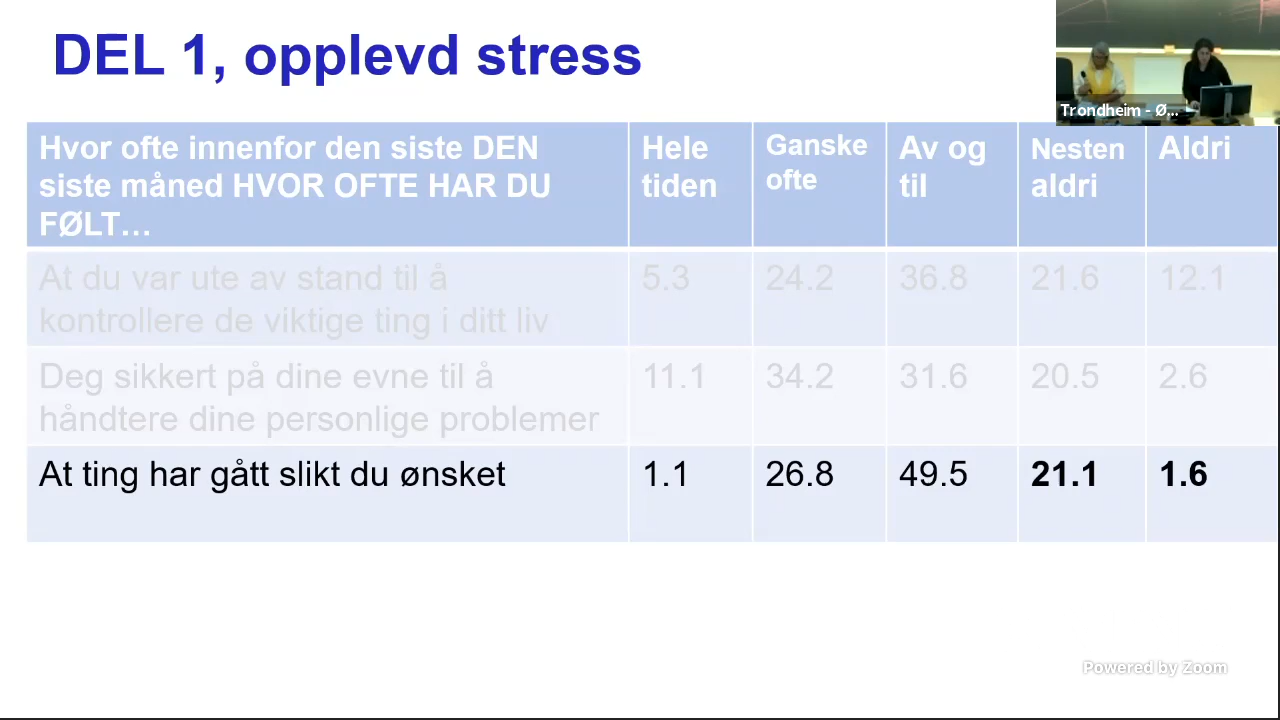 DEL 1, opplevd stress
Trondheim - Ø...
Hvor ofte innenfor den siste DEN
siste måned HVOR OFTE HAR DU
FØLT...
Hele
tiden
Ganske
ofte
Av og
til
Nesten
aldri
Aldri
At du var ute av stand til å
kontrollere de viktige ting i ditt liv
5.3
24.2
36.8
21.6
12.1
Deg sikkert på dine evne til å
håndtere dine personlige problemer
11.1
34.2
31.6
20.5
2.6
At ting har gått slikt du ønsket
1.1
26.8
49.5
21.1
1.6
Powered by Zoom